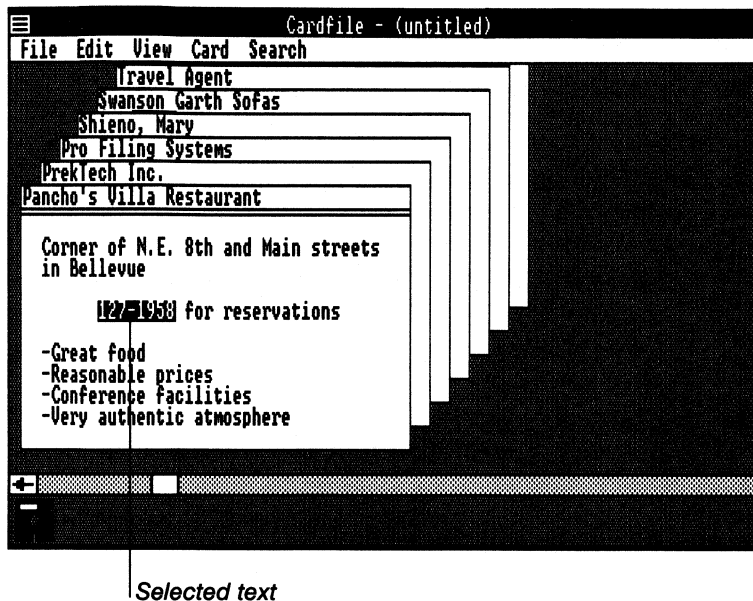 Cardfile - (untitled)
File Edit View Card Search
Travel Agent
Swanson Garth Sofas
Shieno, Mary
Pro Filing Systems
PrekTech Inc.
Pancho's Villa Restaurant
Corner of N.E. 8th and Main streets
in Bellevue
127-1958 for reservations
-Great food
-Reasonable prices
-Conference facilities
-Very authentic atmosphere
Selected text